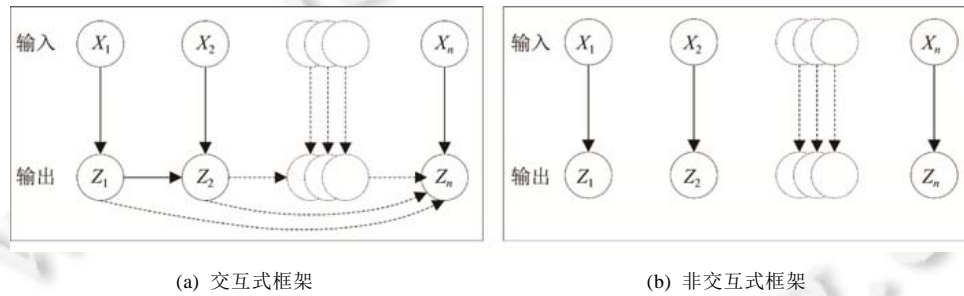 输入 X1 X2 Xn 输入 X1 X2 Xn
输出 Z1 Z2 Zn 输出 Z1 Z2 Zn
(a) 交互式框架 (b) 非交互式框架